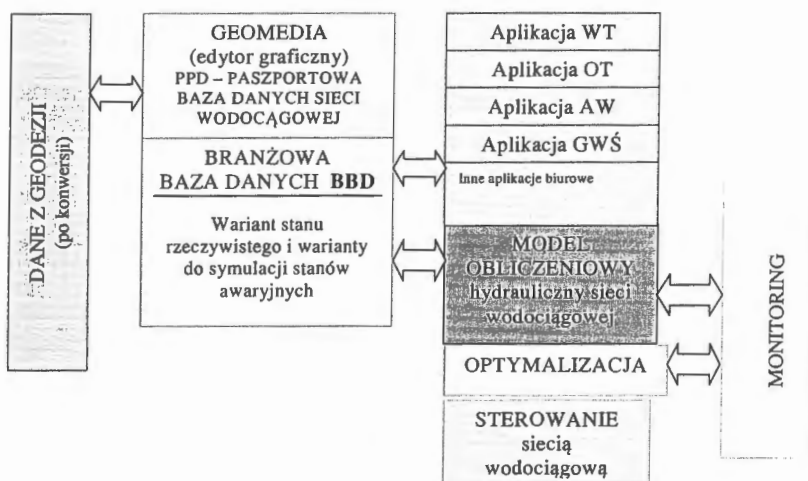 DANE Z GEODEZJI
(po konwersji)
GEOMEDIA
(edytor graficzny)
PPD – PASZPORTOWA
BAZA DANYCH SIECI
WODOCĄGOWEJ
BRANŻOWA
BAZA DANYCH BBD
Wariant stanu
rzeczywistego i warianty
do symulacji stanów
awaryjnych
Aplikacja WT
Aplikacja OT
Aplikacja AW
Aplikacja GWŚ
Inne aplikacje biurowe
MODEL
OBLICZENIOWY
hydrauliczny sieci
wodociągowej
OPTYMALIZACJA
STEROWANIE
siecią
wodociągową
MONITORING